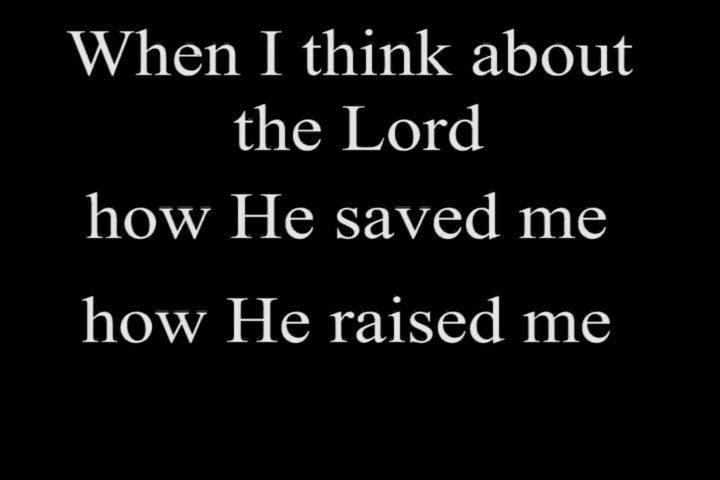 When I think about
the Lord
how He saved me
how He raised me